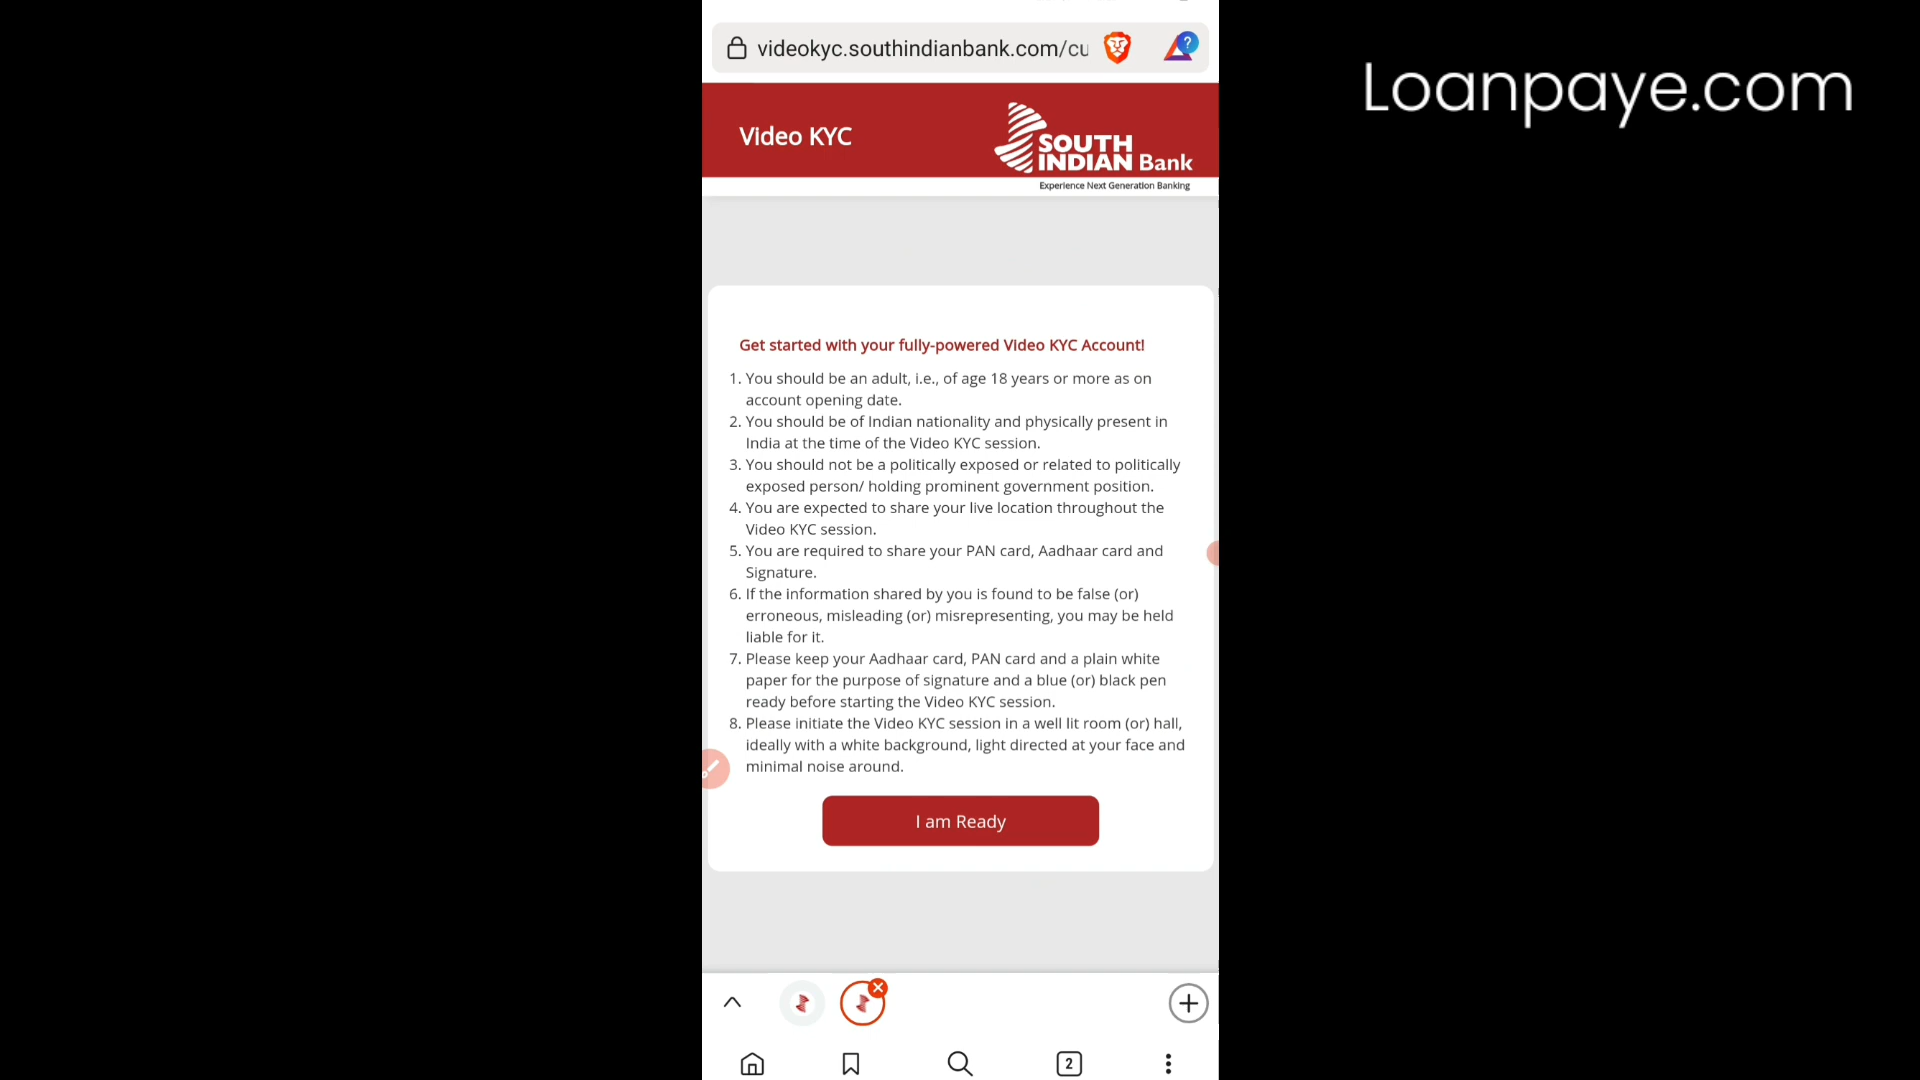 videokyc.southindianbank.com/cu
?
Loanpaye.com
Video KYC
SOUTH
INDIAN Bank
Experience Next Generation Banking
Get started with your fully-powered Video KYC Account!
1. You should be an adult, i.e., of age 18 years or more as on
account opening date.
2. You should be of Indian nationality and physically present in
India at the time of the Video KYC session.
3. You should not be a politically exposed or related to politically
exposed person/ holding prominent government position.
4. You are expected to share your live location throughout the
Video KYC session.
5. You are required to share your PAN card, Aadhaar card and
Signature.
6. If the information shared by you is found to be false (or)
erroneous, misleading (or) misrepresenting, you may be held
liable for it.
7. Please keep your Aadhaar card, PAN card and a plain white
paper for the purpose of signature and a blue (or) black pen
ready before starting the Video KYC session.
8. Please initiate the Video KYC session in a well lit room (or) hall,
ideally with a white background, light directed at your face and
minimal noise around.
I am Ready
2